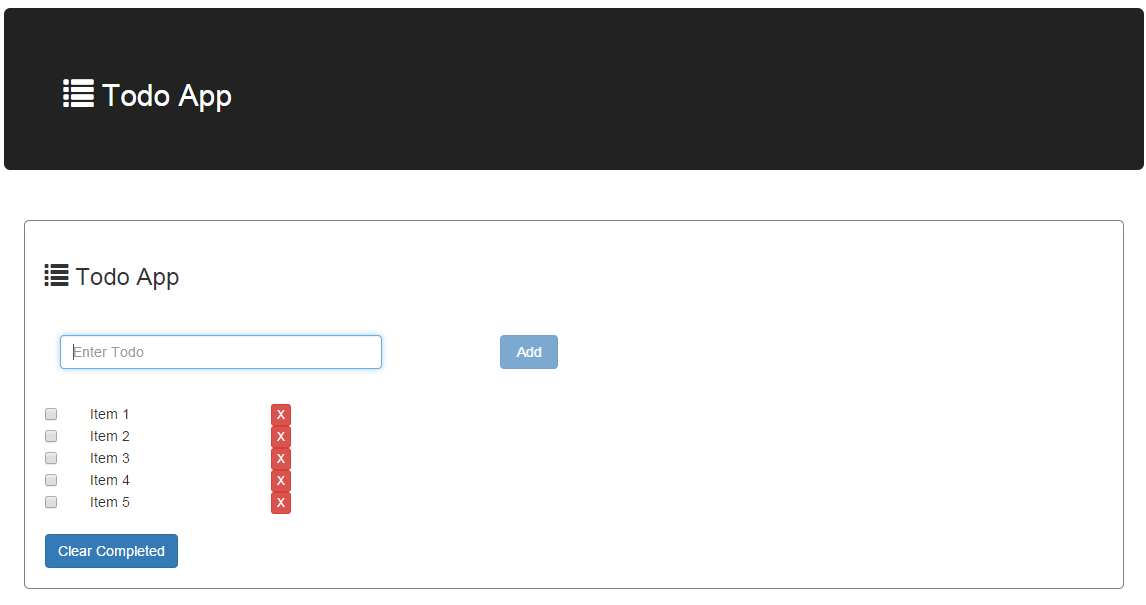 Todo App
Todo App
Enter Todo
Add
Item 1
X
Item 2
X
Item 3
X
Item 4
X
Item 5
X
Clear Completed